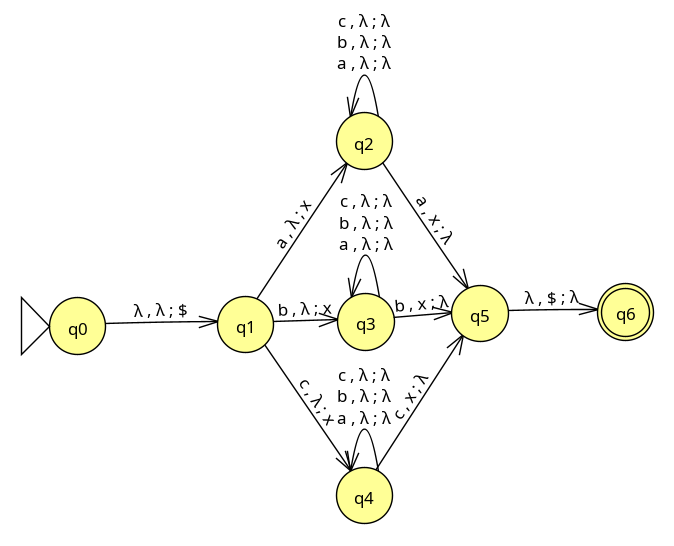 c , λ ; λ
b , λ ; λ
a , λ ; λ
q2
a , λ ; x
a , x ; λ
c , λ ; λ
b , λ ; λ
a , λ ; λ
q0
λ , λ ; $
q1
b , λ ; x
q3
b , x ; λ
q5
λ , $ ; λ
q6
c , λ ; x
c , λ ; λ
b , λ ; λ
a , λ ; λ
c , x ; λ
q4